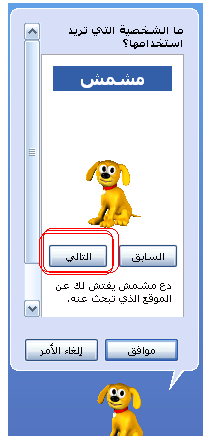 ما الشخصية التي تريد
استخدامها؟
مشمش
السابق
التالي
دع مشمش يفتش لك عن
الموقع الذي تبحث عنه.
موافق
إلغاء الأمر